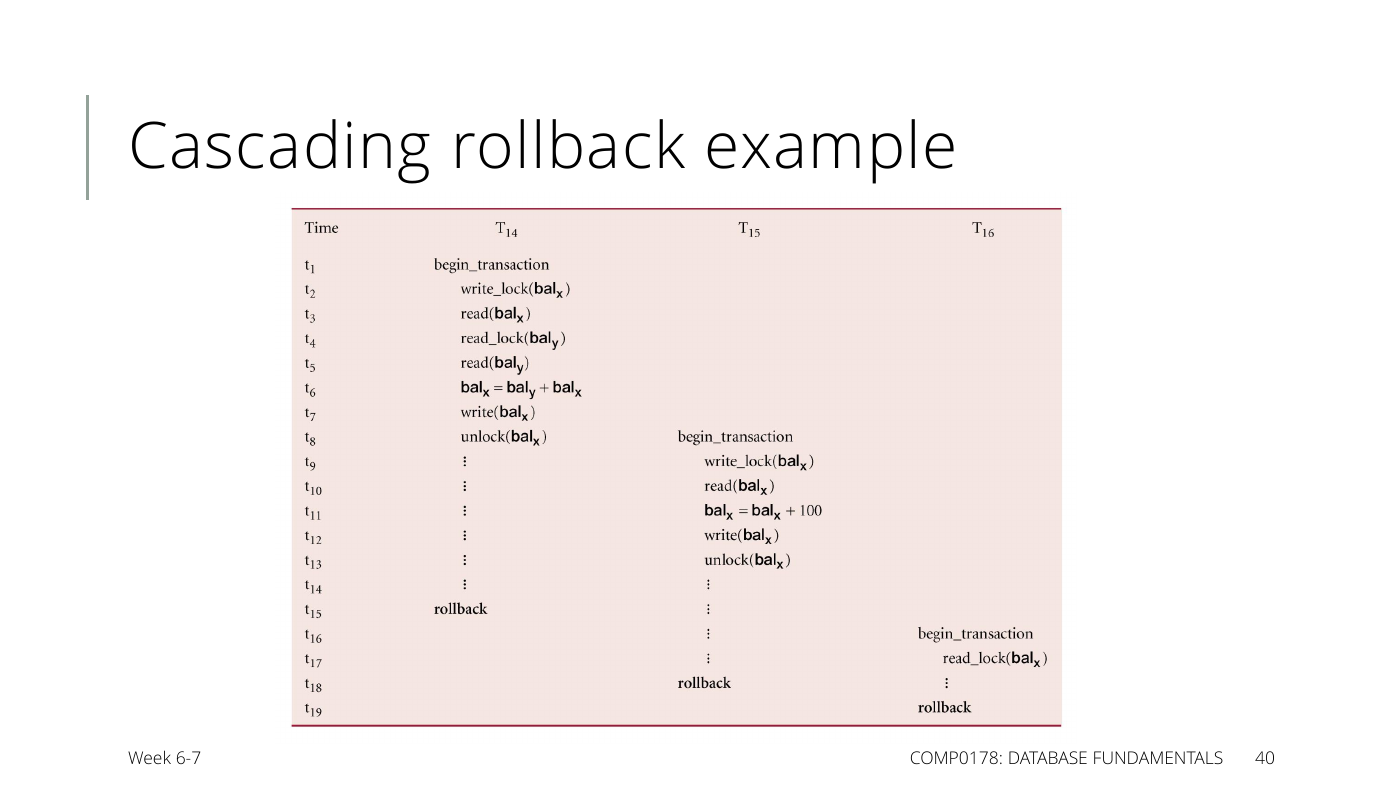 Cascading rollback example
Time T₁₄ T₁₅ T₁₆
t₁ begin_transaction
t₂ write_lock(balₓ)
t₃ read(balₓ)
t₄ read_lock(bal_y)
t₅ read(bal_y)
t₆ balₓ = bal_y + balₓ
t₇ write(balₓ)
t₈ unlock(balₓ) begin_transaction
t₉ ⋮ write_lock(balₓ)
t₁₀ ⋮ read(balₓ)
t₁₁ ⋮ balₓ = balₓ + 100
t₁₂ ⋮ write(balₓ)
t₁₃ ⋮ unlock(balₓ)
t₁₄ ⋮ ⋮
t₁₅ rollback ⋮
t₁₆ ⋮ begin_transaction
t₁₇ ⋮ read_lock(balₓ)
t₁₈ rollback ⋮
t₁₉ rollback
Week 6-7 COMP0178: DATABASE FUNDAMENTALS 40